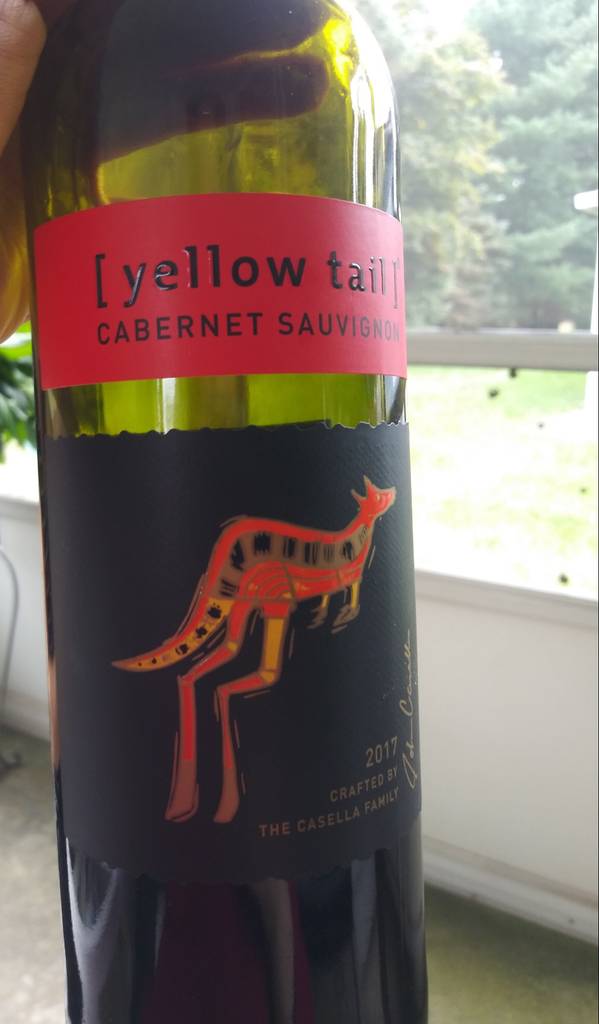 [ yellow tail ]
CABERNET SAUVIGNON
2017
CRAFTED BY
THE CASELLA FAMILY